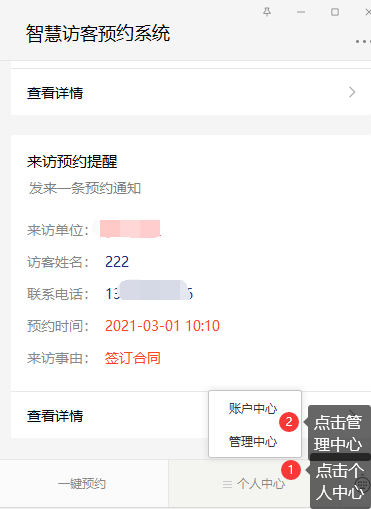 智慧访客预约系统
查看详情
来访预约提醒
发来一条预约通知
来访单位：
访客姓名： 222
联系电话： 13 6
预约时间： 2021-03-01 10:10
来访事由： 签订合同
查看详情
账户中心
管理中心
2
点击管
理中心
一键预约
个人中心
1
点击个
人中心